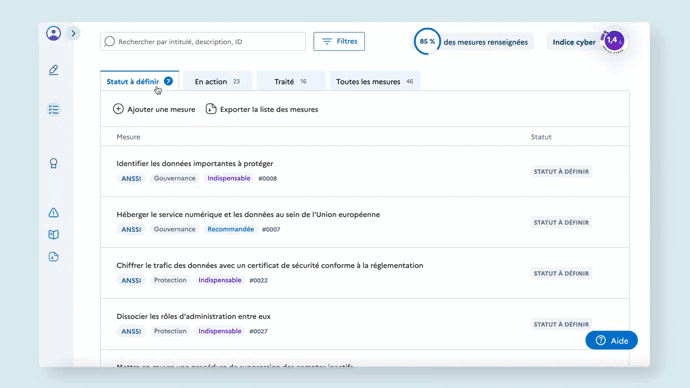 Rechercher par intitulé, description, ID
Filtres
85 % des mesures renseignées
Indice cyber 1,4
Statut à définir 7
En action 23
Traité 16
Toutes les mesures 46
Ajouter une mesure
Exporter la liste des mesures
Mesure Statut
Identifier les données importantes à protéger
ANSSI Gouvernance Indispensable #0008
STATUT À DÉFINIR
Héberger le service numérique et les données au sein de l'Union européenne
ANSSI Gouvernance Recommandée #0007
STATUT À DÉFINIR
Chiffrer le trafic des données avec un certificat de sécurité conforme à la réglementation
ANSSI Protection Indispensable #0022
STATUT À DÉFINIR
Dissocier les rôles d'administration entre eux
ANSSI Protection Indispensable #0027
STATUT À DÉFINIR
Aide